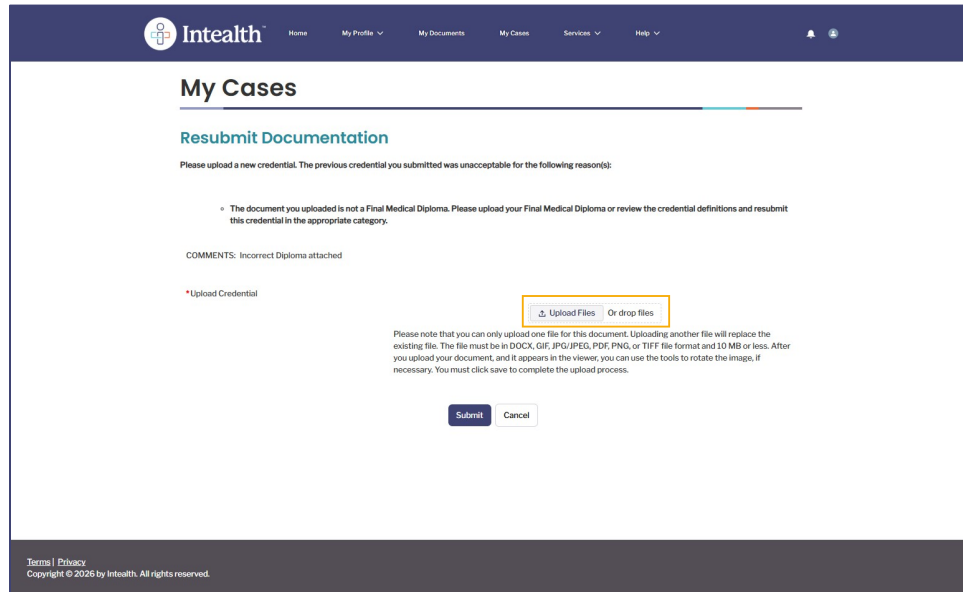 Intealth™ Home My Profile My Documents My Cases Services Help
My Cases
Resubmit Documentation
Please upload a new credential. The previous credential you submitted was unacceptable for the following reason(s):
The document you uploaded is not a Final Medical Diploma. Please upload your Final Medical Diploma or review the credential definitions and resubmit
this credential in the appropriate category.
COMMENTS: Incorrect Diploma attached
*Upload Credential
Upload Files Or drop files
Please note that you can only upload one file for this document. Uploading another file will replace the
existing file. The file must be in DOCX, GIF, JPG/JPEG, PDF, PNG, or TIFF file format and 10 MB or less. After
you upload your document, and it appears in the viewer, you can use the tools to rotate the image, if
necessary. You must click save to complete the upload process.
Submit Cancel
Terms | Privacy
Copyright © 2026 by Intealth. All rights reserved.